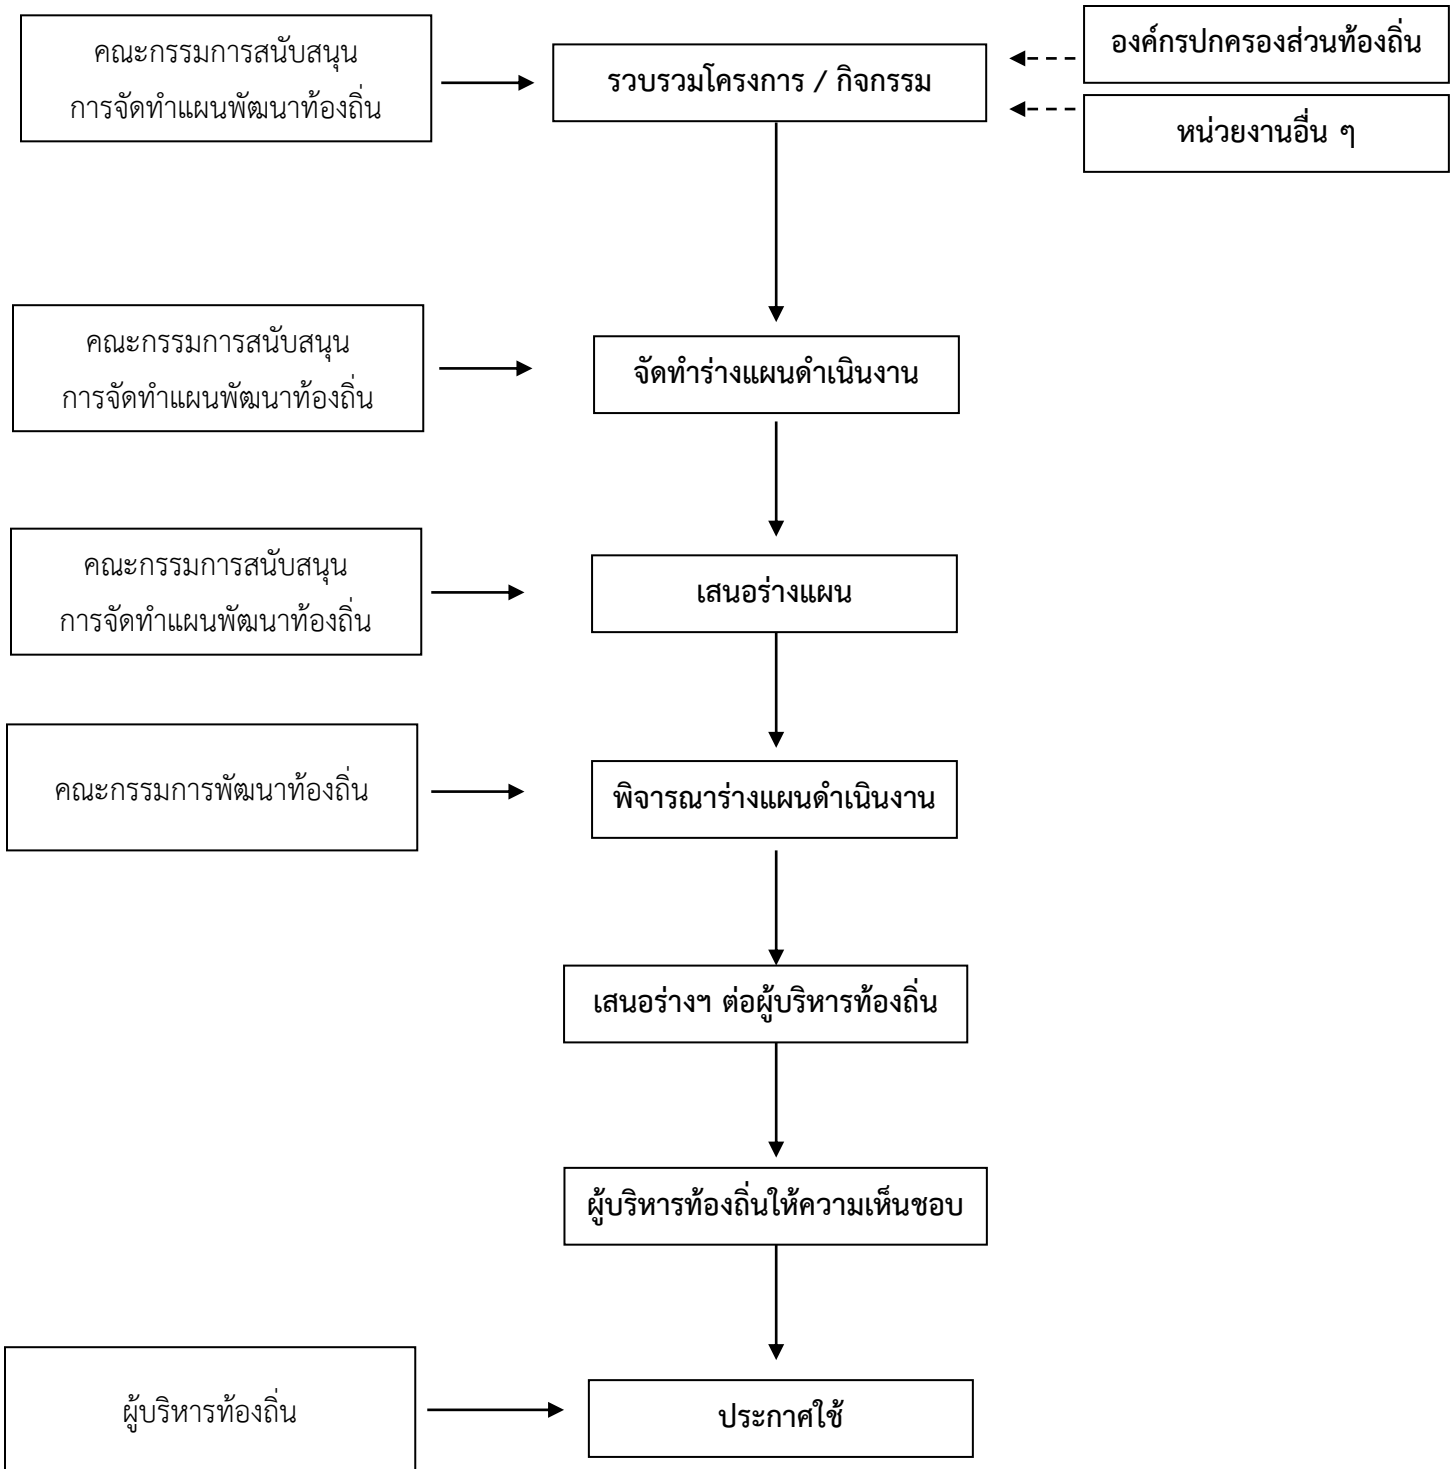 คณะกรรมการสนับสนุน
การจัดทำแผนพัฒนาท้องถิ่น
รวบรวมโครงการ / กิจกรรม
องค์กรปกครองส่วนท้องถิ่น
หน่วยงานอื่น ๆ
คณะกรรมการสนับสนุน
การจัดทำแผนพัฒนาท้องถิ่น
จัดทำร่างแผนดำเนินงาน
คณะกรรมการสนับสนุน
การจัดทำแผนพัฒนาท้องถิ่น
เสนอร่างแผน
คณะกรรมการพัฒนาท้องถิ่น
พิจารณาร่างแผนดำเนินงาน
เสนอร่างฯ ต่อผู้บริหารท้องถิ่น
ผู้บริหารท้องถิ่นให้ความเห็นชอบ
ผู้บริหารท้องถิ่น
ประกาศใช้